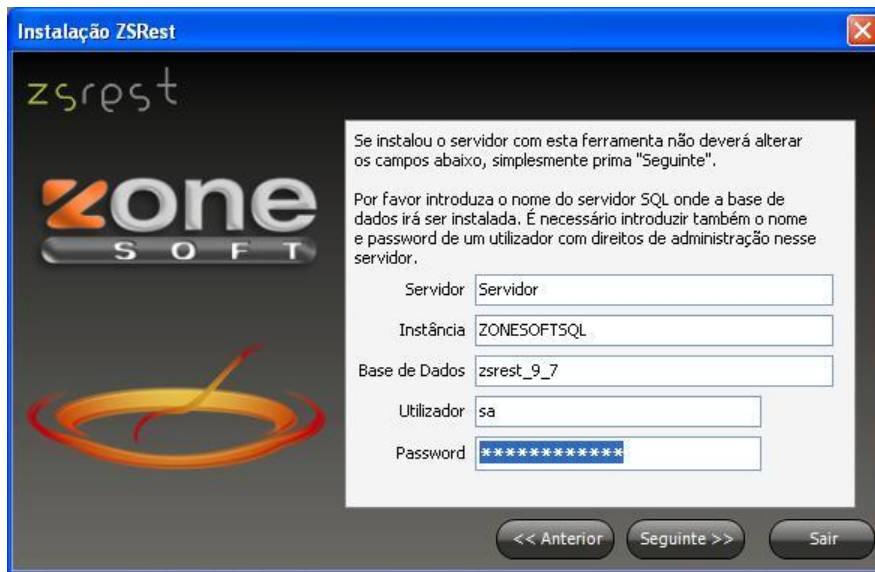 Instalação ZSRest
zsrest
zone
SOFT
Se instalou o servidor com esta ferramenta não deverá alterar
os campos abaixo, simplesmente prima "Seguinte".
Por favor introduza o nome do servidor SQL onde a base de
dados irá ser instalada. É necessário introduzir também o nome
e password de um utilizador com direitos de administração nesse
servidor.
Servidor Servidor
Instância ZONESOFTSQL
Base de Dados zsrest_9_7
Utilizador sa
Password ************
<< Anterior Seguinte >> Sair